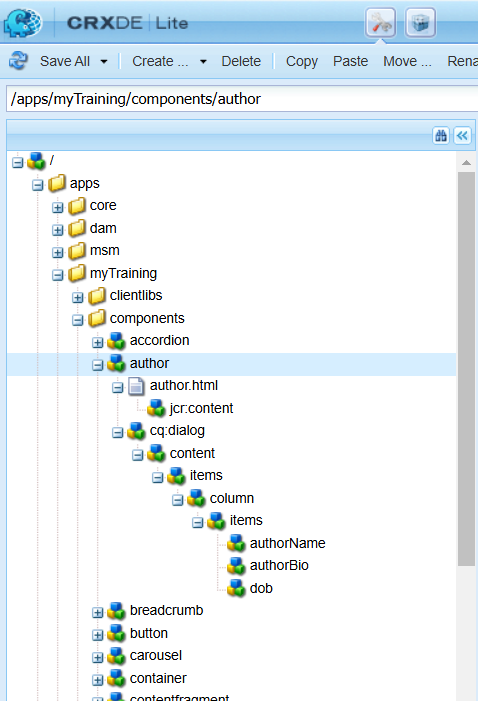 CRXDE | Lite
Save All Create ... Delete Copy Paste Move ... Rena
/apps/myTraining/components/author
/
apps
core
dam
msm
myTraining
clientlibs
components
accordion
author
author.html
jcr:content
cq:dialog
content
items
column
items
authorName
authorBio
dob
breadcrumb
button
carousel
container
contentfragment